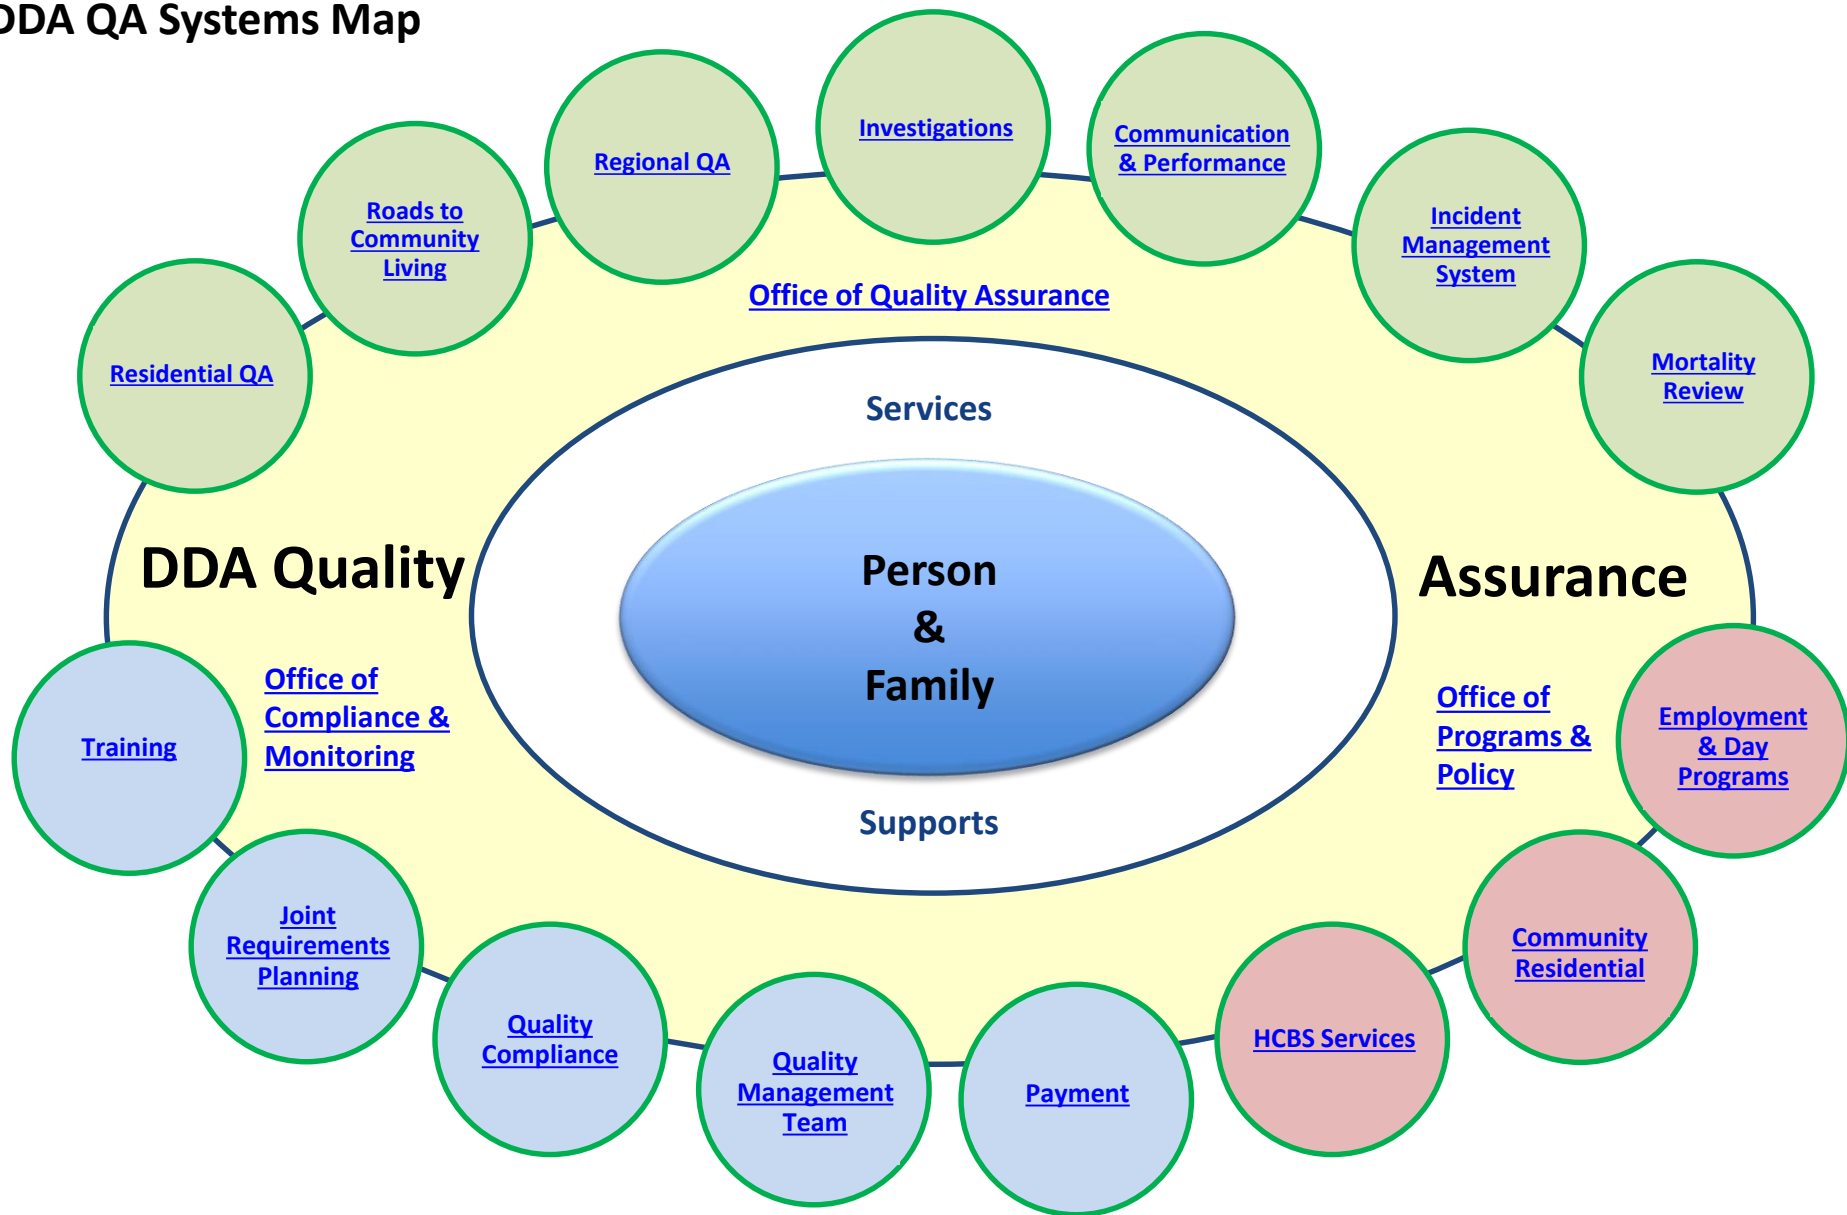 DDA QA Systems Map
Investigations
Communication
& Performance
Regional QA
Roads to
Community
Living
Incident
Management
System
Office of Quality Assurance
Residential QA
Mortality
Review
Services
DDA Quality
Assurance
Person
&
Family
Office of
Compliance &
Monitoring
Training
Office of
Programs &
Policy
Employment
& Day
Programs
Supports
Joint
Requirements
Planning
Community
Residential
Quality
Compliance
HCBS Services
Quality
Management
Team
Payment